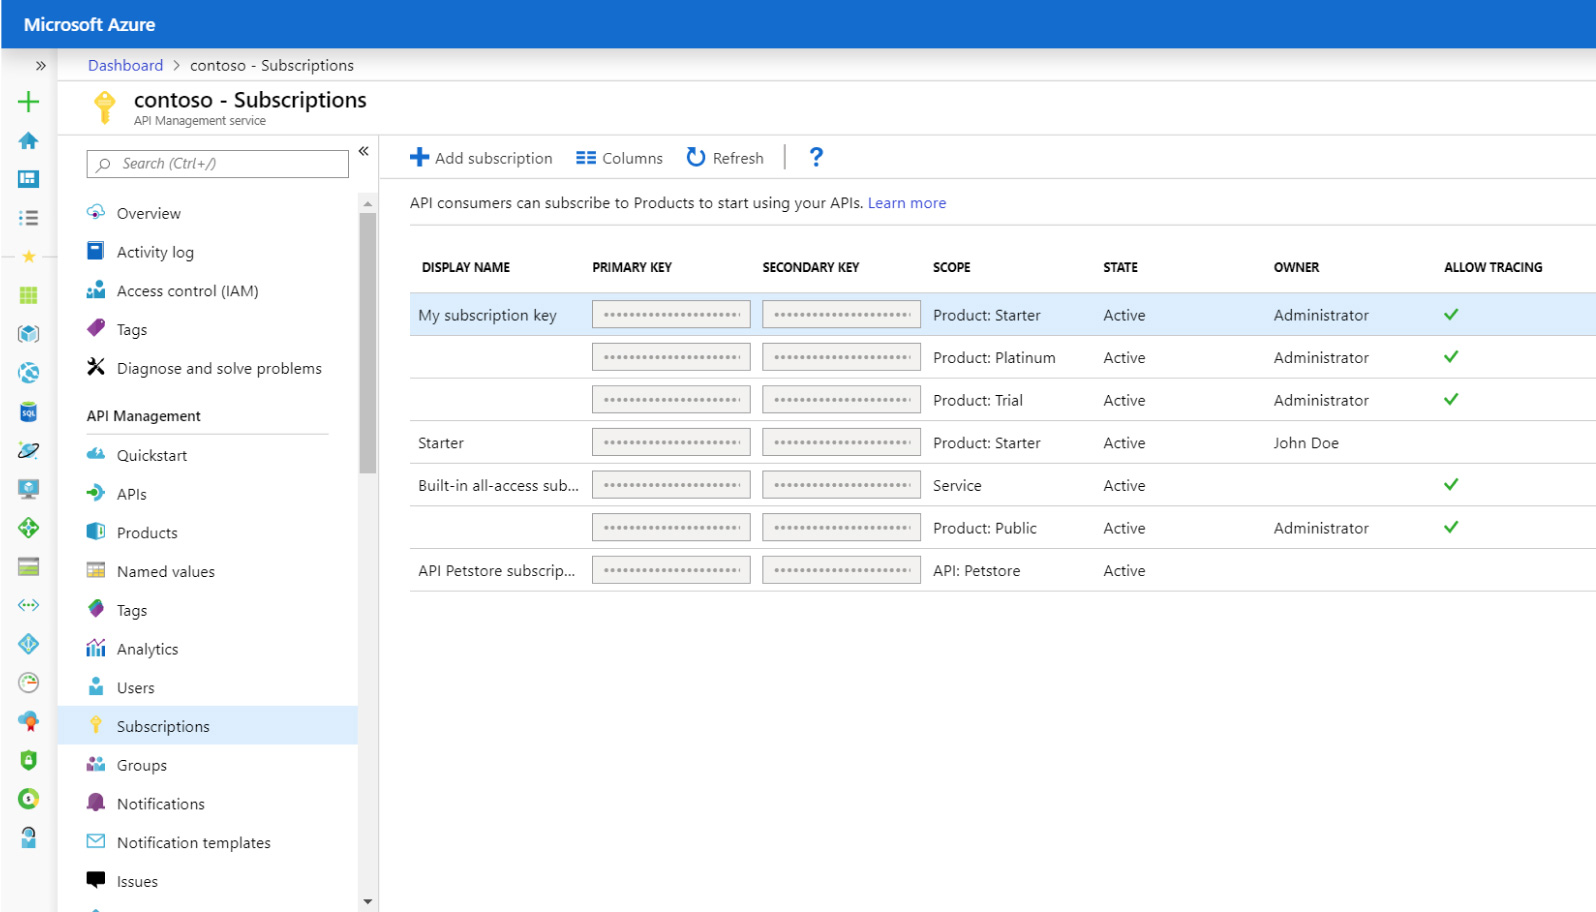 Microsoft Azure
»
Dashboard > contoso - Subscriptions
contoso - Subscriptions
API Management service
Search (Ctrl+/)
«
Overview
Activity log
Access control (IAM)
Tags
Diagnose and solve problems
API Management
Quickstart
APIs
Products
Named values
Tags
Analytics
Users
Subscriptions
Groups
Notifications
Notification templates
Issues
SQL
Add subscription Columns Refresh ?
API consumers can subscribe to Products to start using your APIs. Learn more
DISPLAY NAME PRIMARY KEY SECONDARY KEY SCOPE STATE OWNER ALLOW TRACING
My subscription key Product: Starter Active Administrator
Product: Platinum Active Administrator
Product: Trial Active Administrator
Starter Product: Starter Active John Doe
Built-in all-access sub... Service Active
Product: Public Active Administrator
API Petstore subscrip... API: Petstore Active